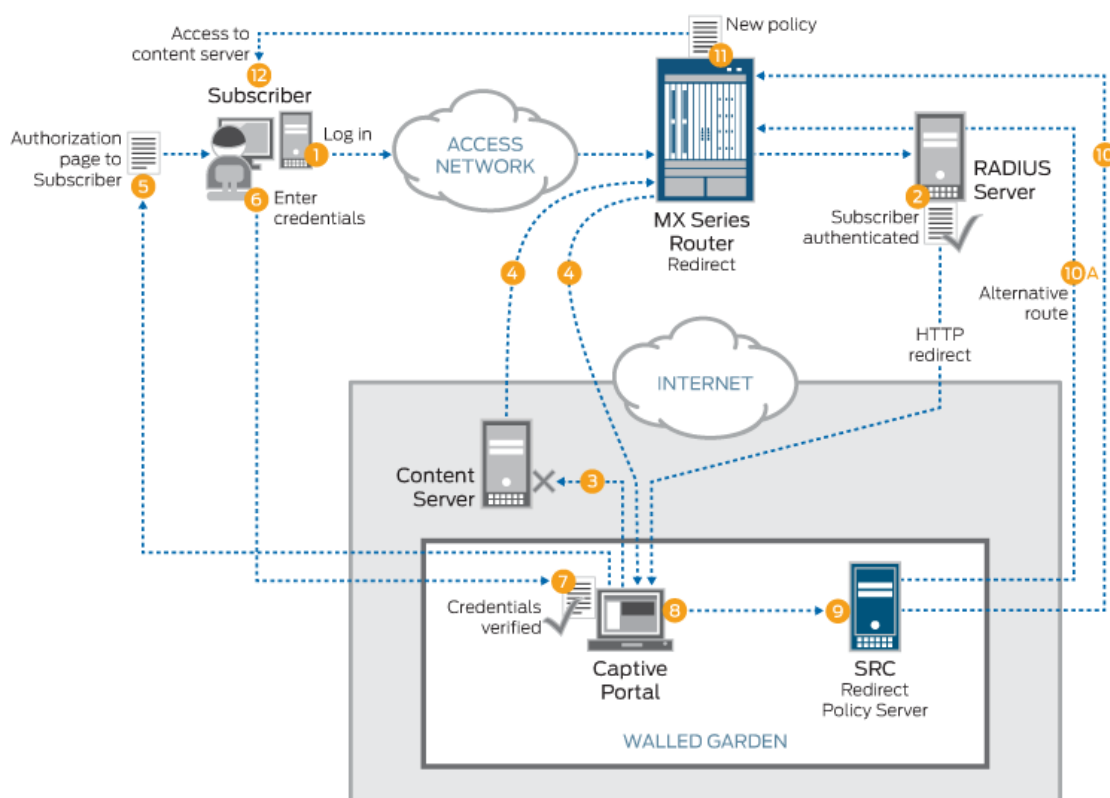 New policy
Access to
content server
11
12
Subscriber
Log in
1
ACCESS
NETWORK
Authorization
page to
Subscriber
5
6
Enter
credentials
MX Series
Router
Redirect
RADIUS
Server
2
Subscriber
authenticated
10
4
4
10A
Alternative
route
HTTP
redirect
INTERNET
Content
Server
3
7
Credentials
verified
8
9
Captive
Portal
SRC
Redirect
Policy Server
WALLED GARDEN